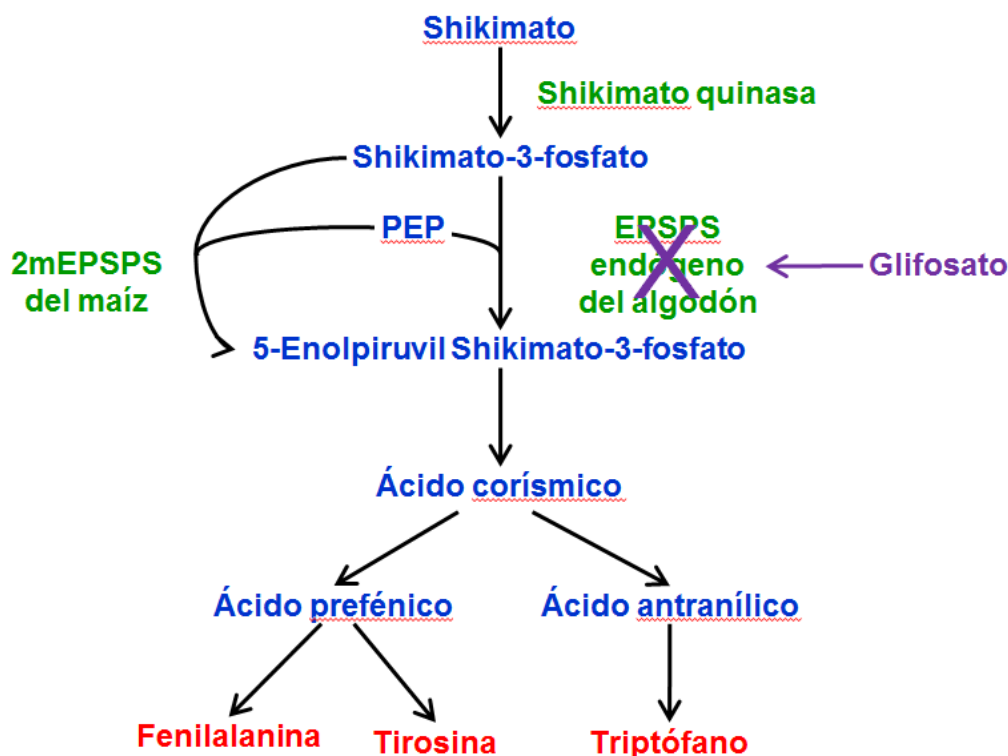 Shikimato
Shikimato quinasa
Shikimato-3-fosfato
PEP
2mEPSPS
del maíz
EPSPS
endógeno
del algodón
Glifosato
5-Enolpiruvil Shikimato-3-fosfato
Ácido corísmico
Ácido prefénico
Ácido antranílico
Fenilalanina
Tirosina
Triptófano